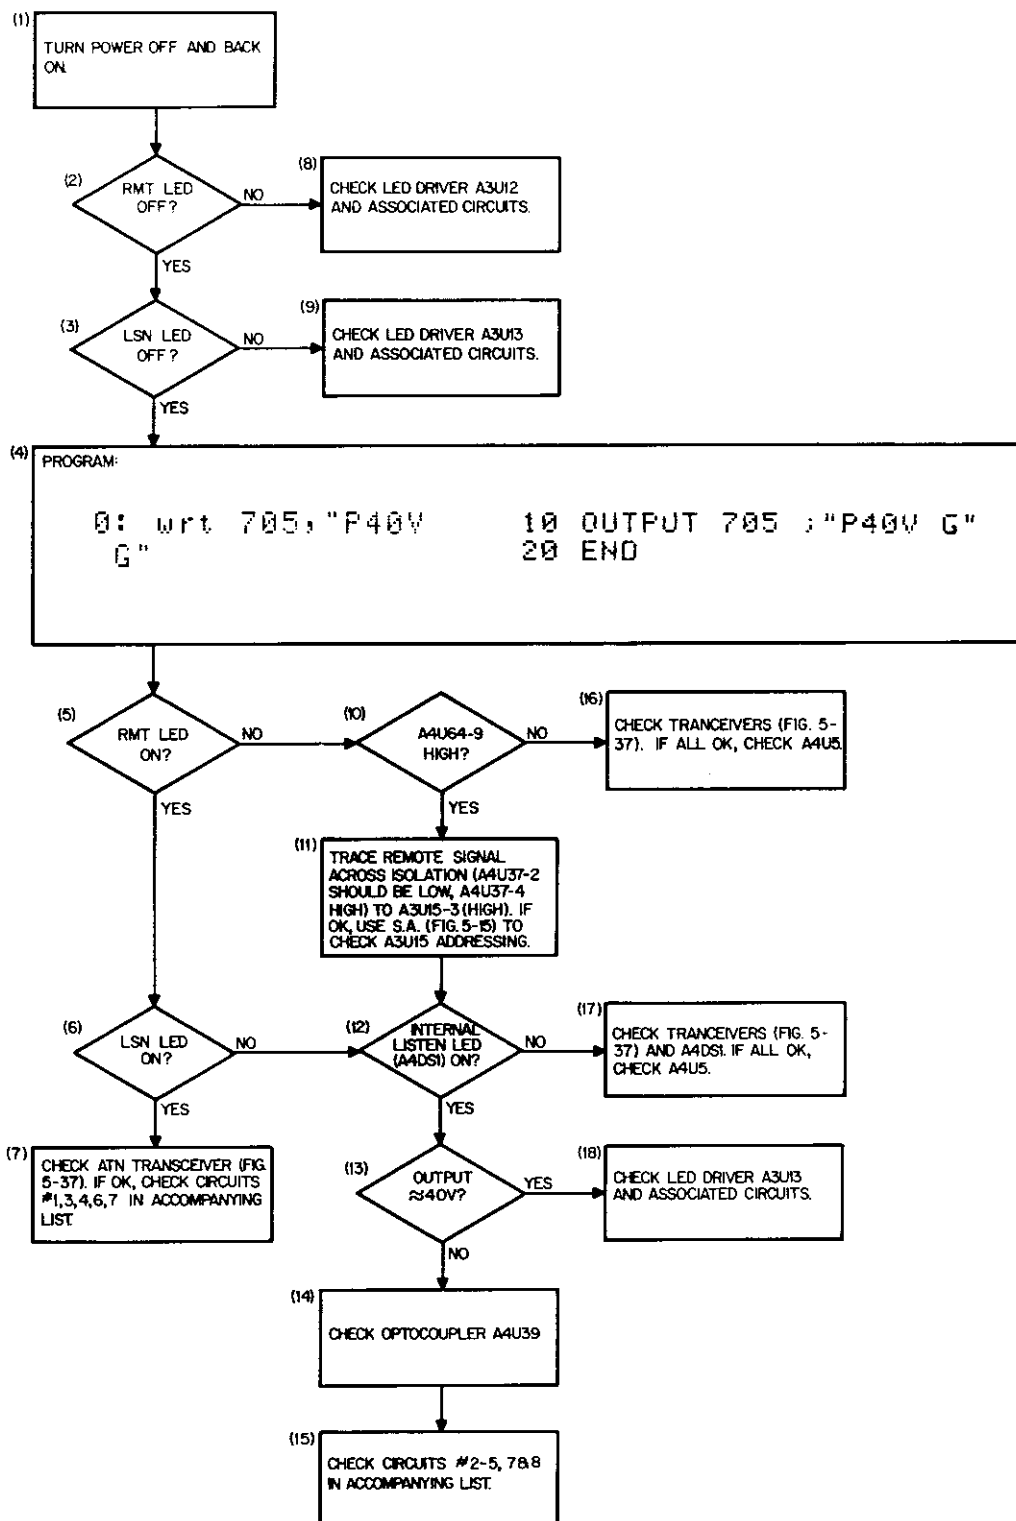 (1)
TURN POWER OFF AND BACK
ON.
(2)
RMT LED
OFF?
NO
YES
(8)
CHECK LED DRIVER A3U12
AND ASSOCIATED CIRCUITS.
(3)
LSN LED
OFF?
NO
YES
(9)
CHECK LED DRIVER A3U13
AND ASSOCIATED CIRCUITS.
(4)
PROGRAM:
0: wrt 705,"P40V
G"
10 OUTPUT 705 ;"P40V G"
20 END
(5)
RMT LED
ON?
NO
YES
(10)
A4U64-9
HIGH?
NO
YES
(16)
CHECK TRANCEIVERS (FIG. 5-
37). IF ALL OK, CHECK A4U5.
(11)
TRACE REMOTE SIGNAL
ACROSS ISOLATION (A4U37-2
SHOULD BE LOW, A4U37-4
HIGH) TO A3U15-3 (HIGH). IF
OK, USE S.A. (FIG. 5-15) TO
CHECK A3U15 ADDRESSING.
(6)
LSN LED
ON?
NO
YES
(12)
INTERNAL
LISTEN LED
(A4DS1) ON?
NO
YES
(17)
CHECK TRANCEIVERS (FIG. 5-
37) AND A4DS1. IF ALL OK,
CHECK A4U5.
(7)
CHECK ATN TRANSCEIVER (FIG.
5-37). IF OK, CHECK CIRCUITS
#1,3,4,6,7 IN ACCOMPANYING
LIST.
(13)
OUTPUT
≈40V?
YES
NO
(18)
CHECK LED DRIVER A3U13
AND ASSOCIATED CIRCUITS.
(14)
CHECK OPTOCOUPLER A4U39
(15)
CHECK CIRCUITS #2-5, 7&8
IN ACCOMPANYING LIST.